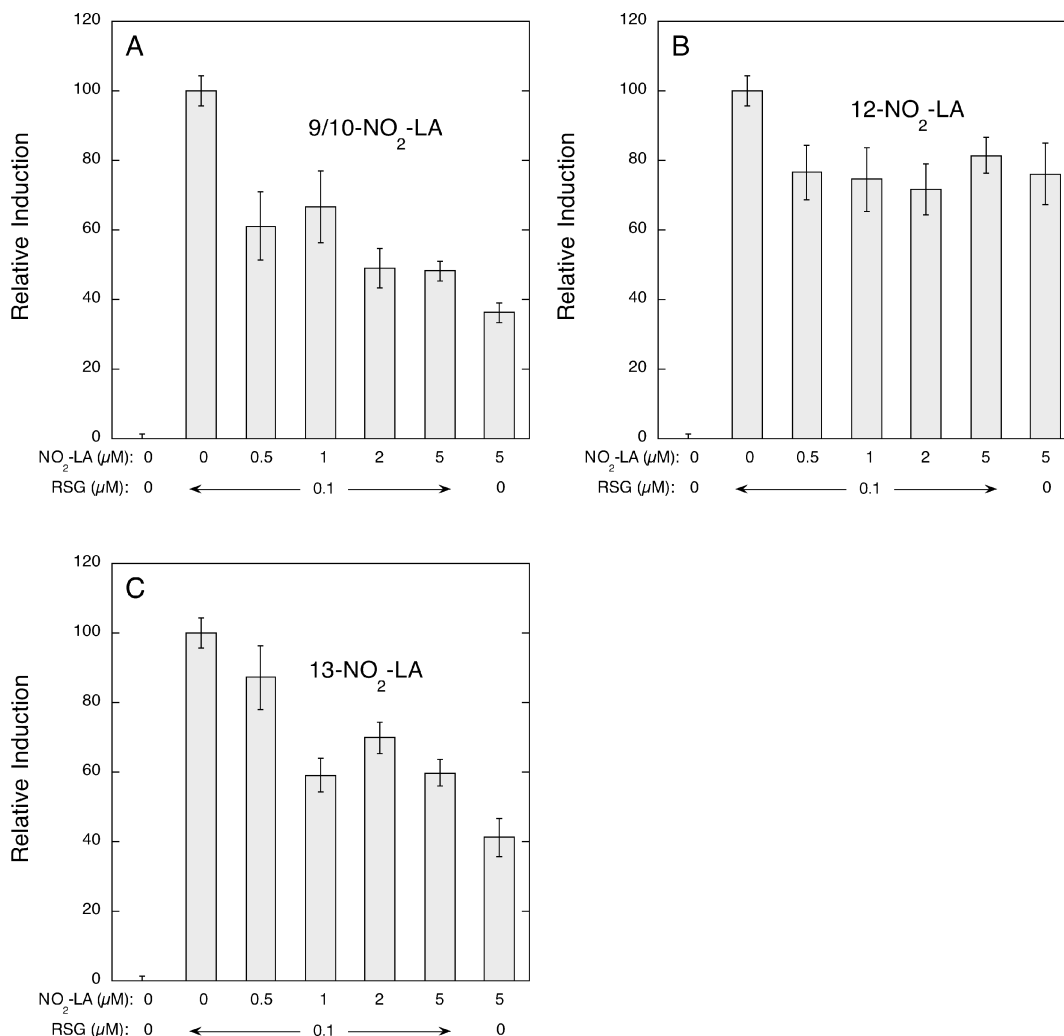 A
120
100
80
60
40
20
0
Relative Induction
9/10-NO2-LA
NO2-LA (µM): 0 0 0.5 1 2 5 5
RSG (µM): 0 0.1 0
B
120
100
80
60
40
20
0
Relative Induction
12-NO2-LA
NO2-LA (µM): 0 0 0.5 1 2 5 5
RSG (µM): 0 0.1 0
C
120
100
80
60
40
20
0
Relative Induction
13-NO2-LA
NO2-LA (µM): 0 0 0.5 1 2 5 5
RSG (µM): 0 0.1 0